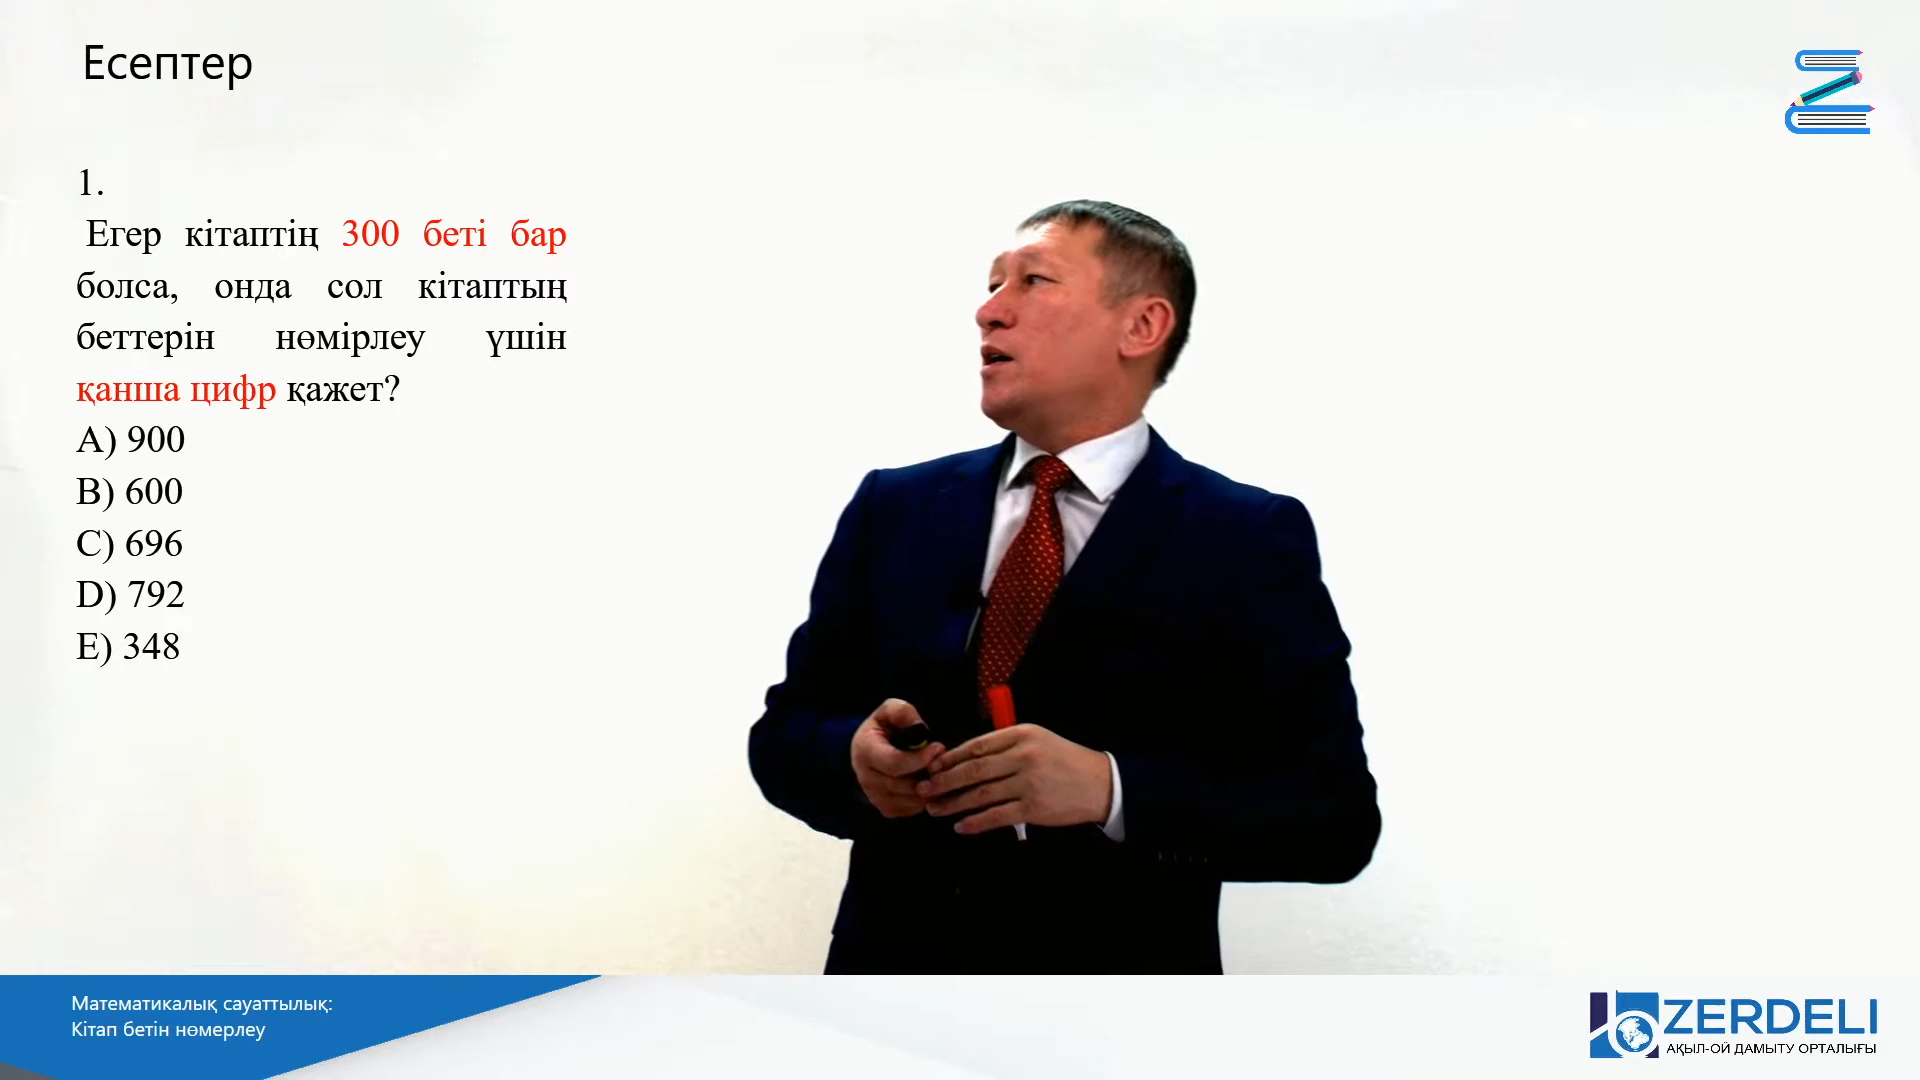 Есептер
1.
Егер кітаптің 300 беті бар
болса, онда сол кітаптың
беттерін нөмірлеу үшін
қанша цифр қажет?
A) 900
B) 600
C) 696
D) 792
E) 348
Математикалық сауаттылық:
Кітап бетін нөмерлеу
ZERDELI
АҚЫЛ-ОЙ ДАМЫТУ ОРТАЛЫҒЫ